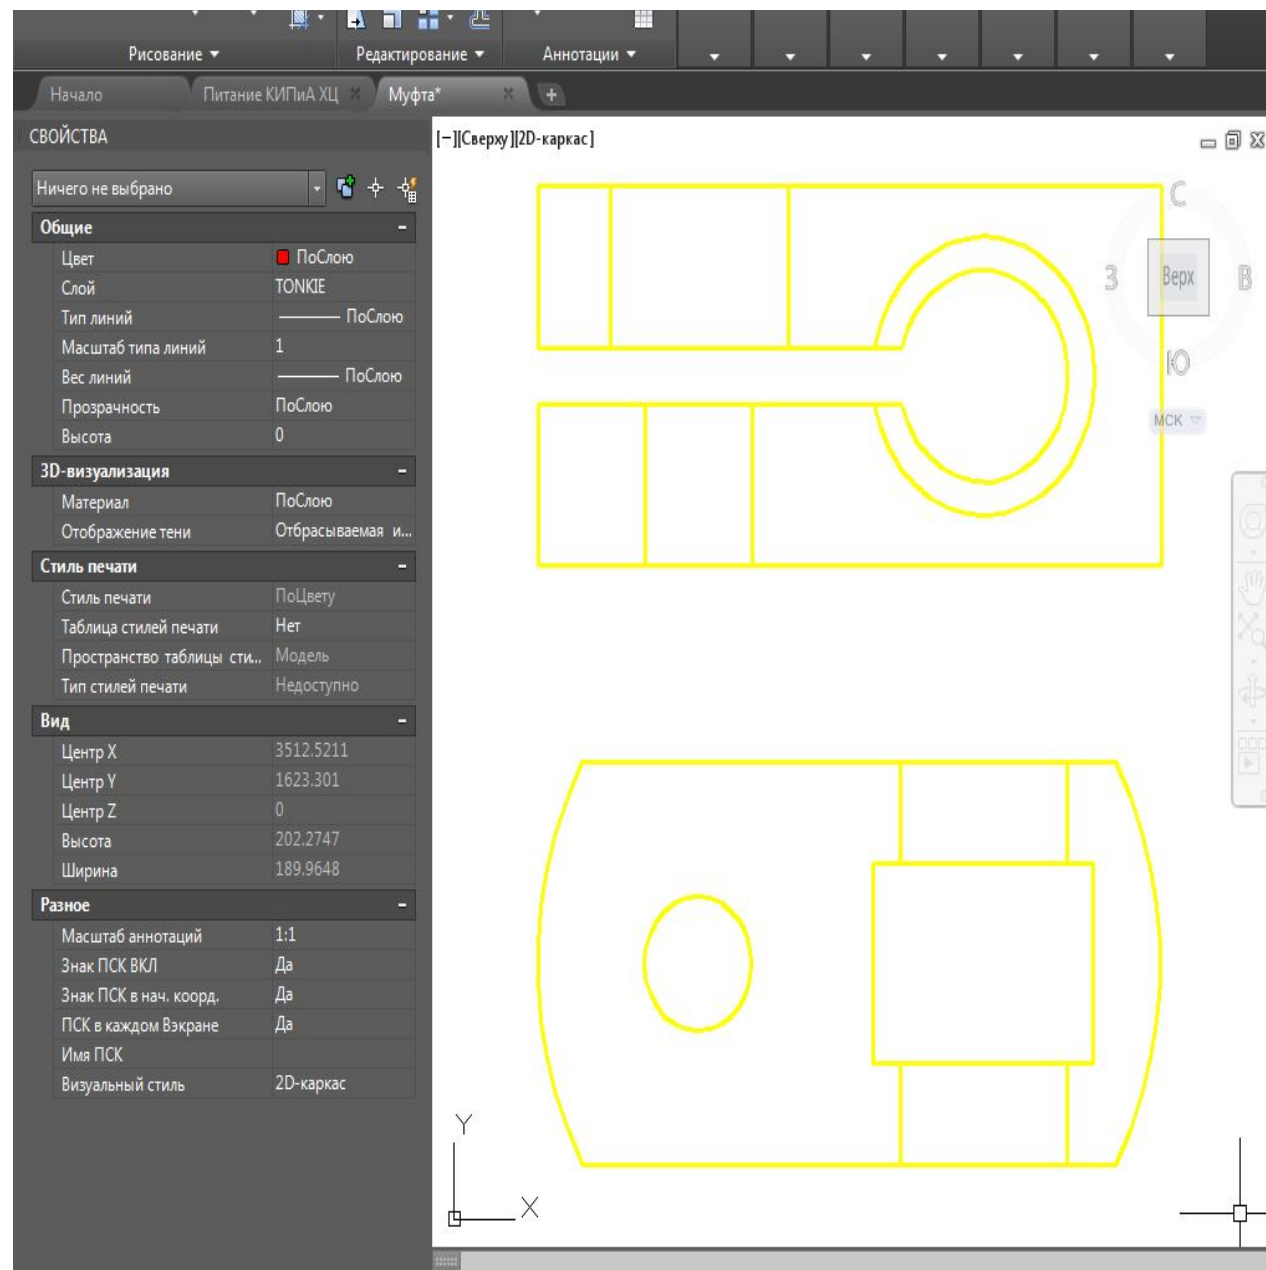 Рисование
Редактирование
Аннотации
Начало
Питание КИПиА ХЦ
Муфта*
СВОЙСТВА
[−][Сверху][2D-каркас]
Ничего не выбрано
Общие
Цвет ПоСлою
Слой TONKIE
Тип линий ПоСлою
Масштаб типа линий 1
Вес линий ПоСлою
Прозрачность ПоСлою
Высота 0
3D-визуализация
Материал ПоСлою
Отображение тени Отбрасываемая и...
Стиль печати
Стиль печати ПоЦвету
Таблица стилей печати Нет
Пространство таблицы сти... Модель
Тип стилей печати Недоступно
Вид
Центр X 3512.5211
Центр Y 1623.301
Центр Z 0
Высота 202.2747
Ширина 189.9648
Разное
Масштаб аннотаций 1:1
Знак ПСК ВКЛ Да
Знак ПСК в нач. коорд. Да
ПСК в каждом Вэкране Да
Имя ПСК
Визуальный стиль 2D-каркас
С
З Верх В
Ю
МСК
Y
X